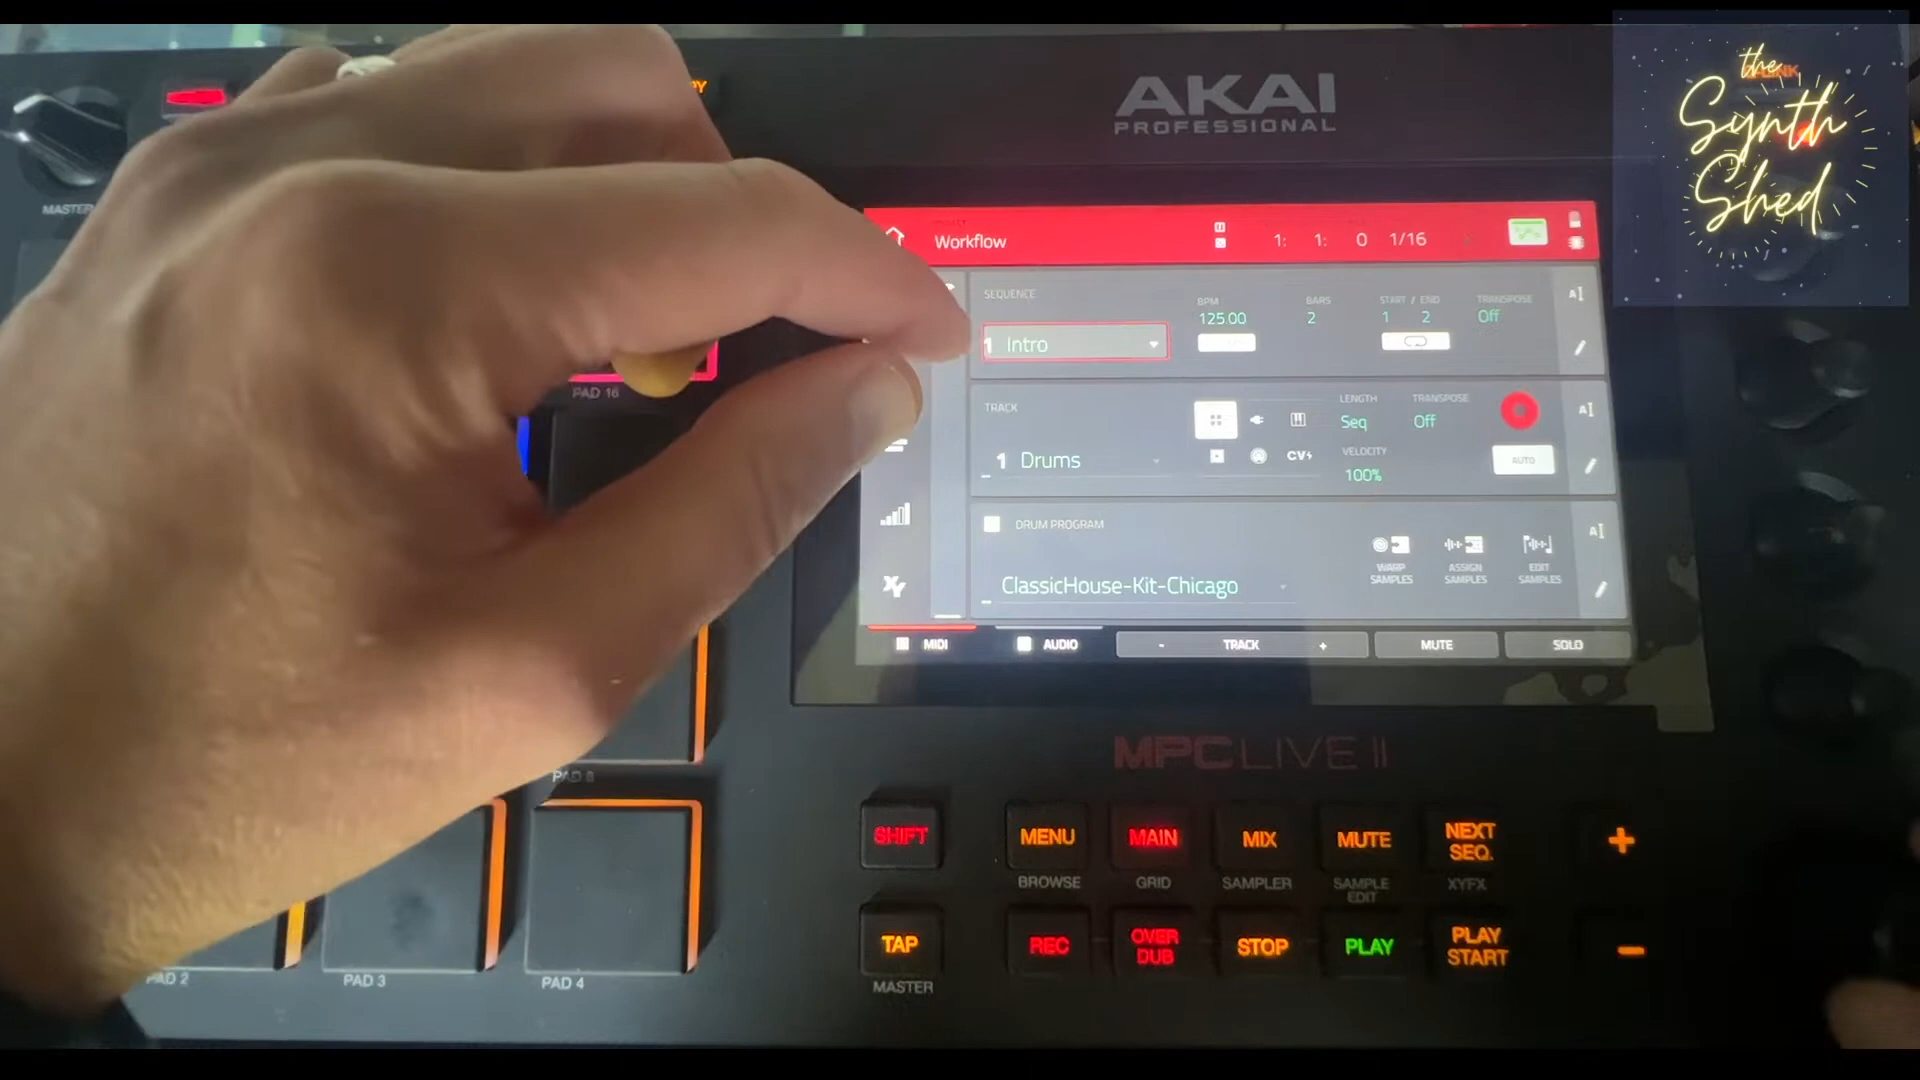 AKAI
PROFESSIONAL
the
Synth
Shed
MASTER
Workflow
1: 1: 0 1/16
SEQUENCE
1 Intro
BPM
125.00
BARS
2
START / END
1 2
TRANSPOSE
Off
TRACK
1 Drums
CV
LENGTH
Seq
TRANSPOSE
Off
VELOCITY
100%
AUTO
DRUM PROGRAM
ClassicHouse-Kit-Chicago
WARP
SAMPLES
ASSIGN
SAMPLES
EDIT
SAMPLES
XY
MIDI
AUDIO
- TRACK +
MUTE
SOLO
MPC LIVE II
PAD 16
PAD 8
PAD 2
PAD 3
PAD 4
SHIFT
MENU
MAIN
MIX
MUTE
NEXT
SEQ.
+
BROWSE
GRID
SAMPLER
SAMPLE
EDIT
XYFX
TAP
REC
OVER
DUB
STOP
PLAY
PLAY
START
-
MASTER